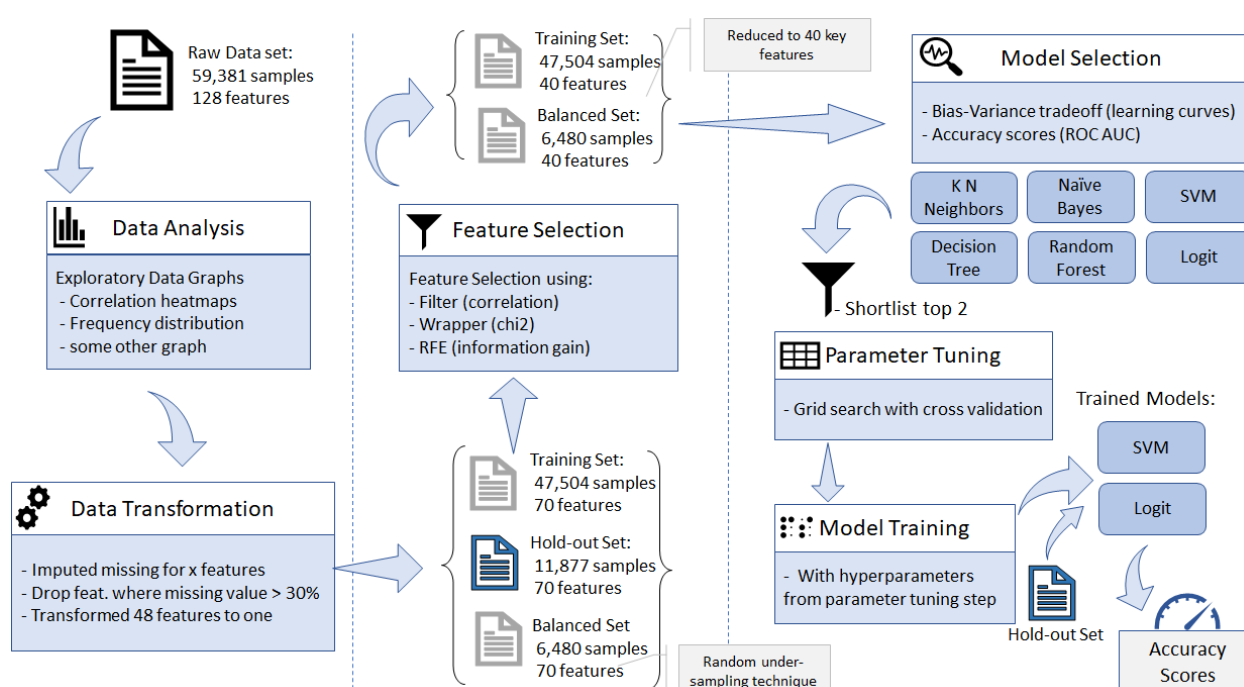 Raw Data set:
59,381 samples
128 features
Data Analysis
Exploratory Data Graphs
- Correlation heatmaps
- Frequency distribution
- some other graph
Data Transformation
- Imputed missing for x features
- Drop feat. where missing value > 30%
- Transformed 48 features to one
Training Set:
47,504 samples
70 features
Hold-out Set:
11,877 samples
70 features
Balanced Set
6,480 samples
70 features
Random under-
sampling technique
Feature Selection
Feature Selection using:
- Filter (correlation)
- Wrapper (chi2)
- RFE (information gain)
Training Set:
47,504 samples
40 features
Balanced Set:
6,480 samples
40 features
Reduced to 40 key
features
Model Selection
- Bias-Variance tradeoff (learning curves)
- Accuracy scores (ROC AUC)
K N
Neighbors
Naïve
Bayes
SVM
Decision
Tree
Random
Forest
Logit
- Shortlist top 2
Parameter Tuning
- Grid search with cross validation
Model Training
- With hyperparameters
from parameter tuning
step
Trained Models:
SVM
Logit
Hold-out Set
Accuracy
Scores